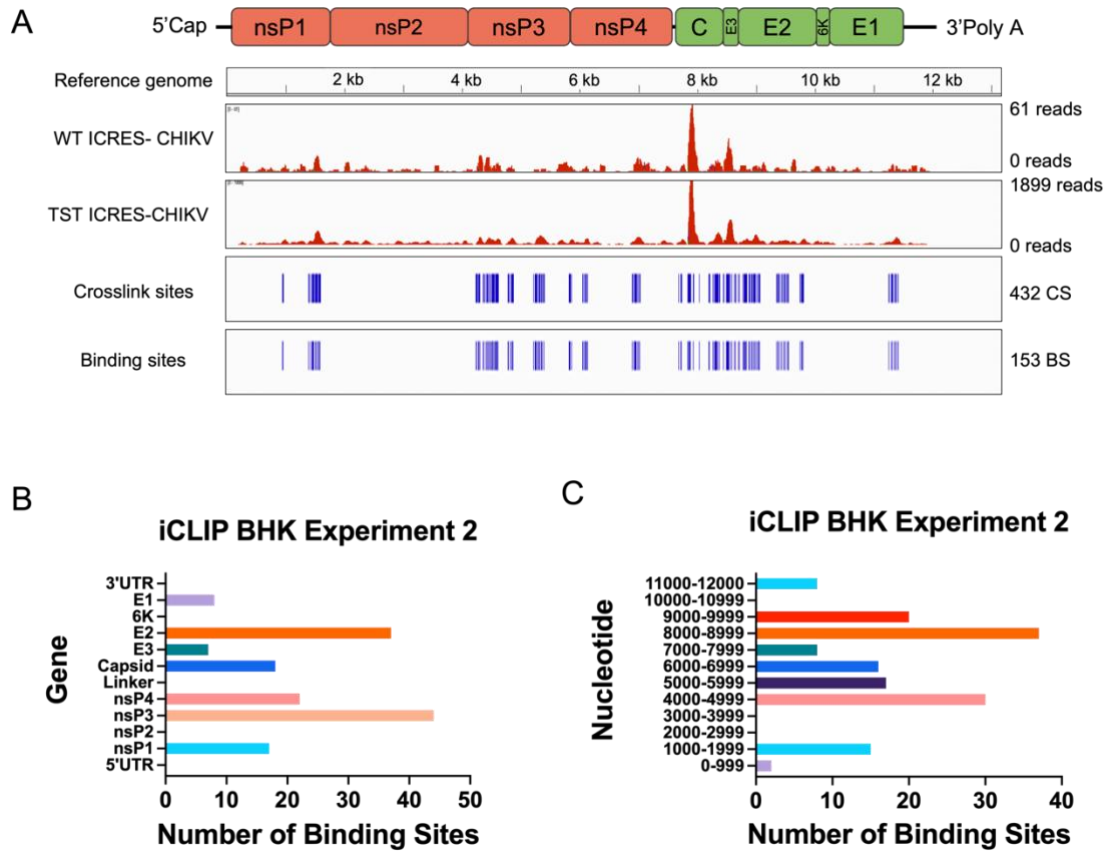 A
5'Cap nsP1 nsP2 nsP3 nsP4 C E3 E2 6K E1 3'Poly A
Reference genome 2 kb 4 kb 6 kb 8 kb 10 kb 12 kb
WT ICRES- CHIKV 61 reads
0 reads
TST ICRES-CHIKV 1899 reads
0 reads
Crosslink sites 432 CS
Binding sites 153 BS
B
iCLIP BHK Experiment 2
Gene
3'UTR
E1
6K
E2
E3
Capsid
Linker
nsP4
nsP3
nsP2
nsP1
5'UTR
0 10 20 30 40 50
Number of Binding Sites
C
iCLIP BHK Experiment 2
Nucleotide
11000-12000
10000-10999
9000-9999
8000-8999
7000-7999
6000-6999
5000-5999
4000-4999
3000-3999
2000-2999
1000-1999
0-999
0 10 20 30 40
Number of Binding Sites